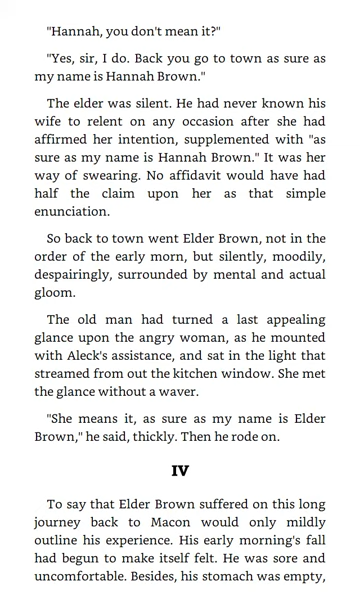 "Hannah, you don't mean it?"
"Yes, sir, I do. Back you go to town as sure as
my name is Hannah Brown."
The elder was silent. He had never known his
wife to relent on any occasion after she had
affirmed her intention, supplemented with "as
sure as my name is Hannah Brown." It was her
way of swearing. No affidavit would have had
half the claim upon her as that simple
enunciation.
So back to town went Elder Brown, not in the
order of the early morn, but silently, moodily,
despairingly, surrounded by mental and actual
gloom.
The old man had turned a last appealing
glance upon the angry woman, as he mounted
with Aleck's assistance, and sat in the light that
streamed from out the kitchen window. She met
the glance without a waver.
"She means it, as sure as my name is Elder
Brown," he said, thickly. Then he rode on.
IV
To say that Elder Brown suffered on this long
journey back to Macon would only mildly
outline his experience. His early morning's fall
had begun to make itself felt. He was sore and
uncomfortable. Besides, his stomach was empty,